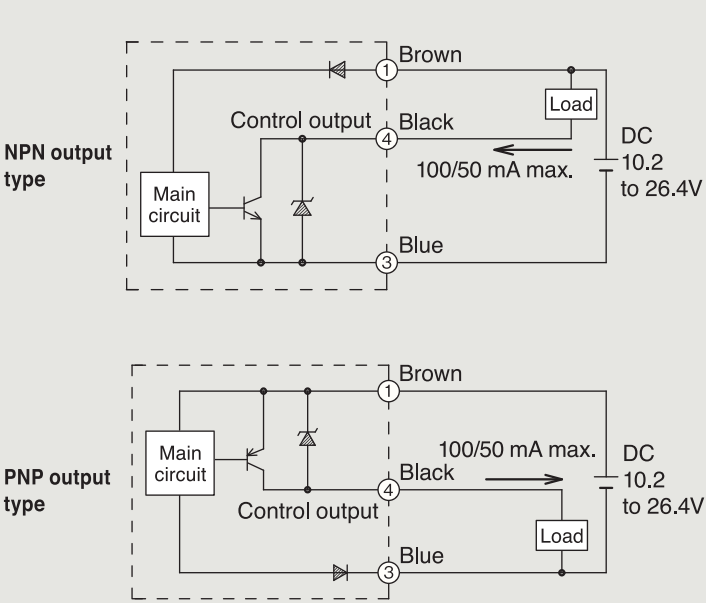 Brown
1
Load
Control output
4
Black
DC
10.2
to 26.4V
NPN output
type
100/50 mA max.
Main
circuit
Blue
3
Brown
1
100/50 mA max.
DC
10.2
to 26.4V
Main
circuit
Black
4
PNP output
type
Control output
Load
Blue
3